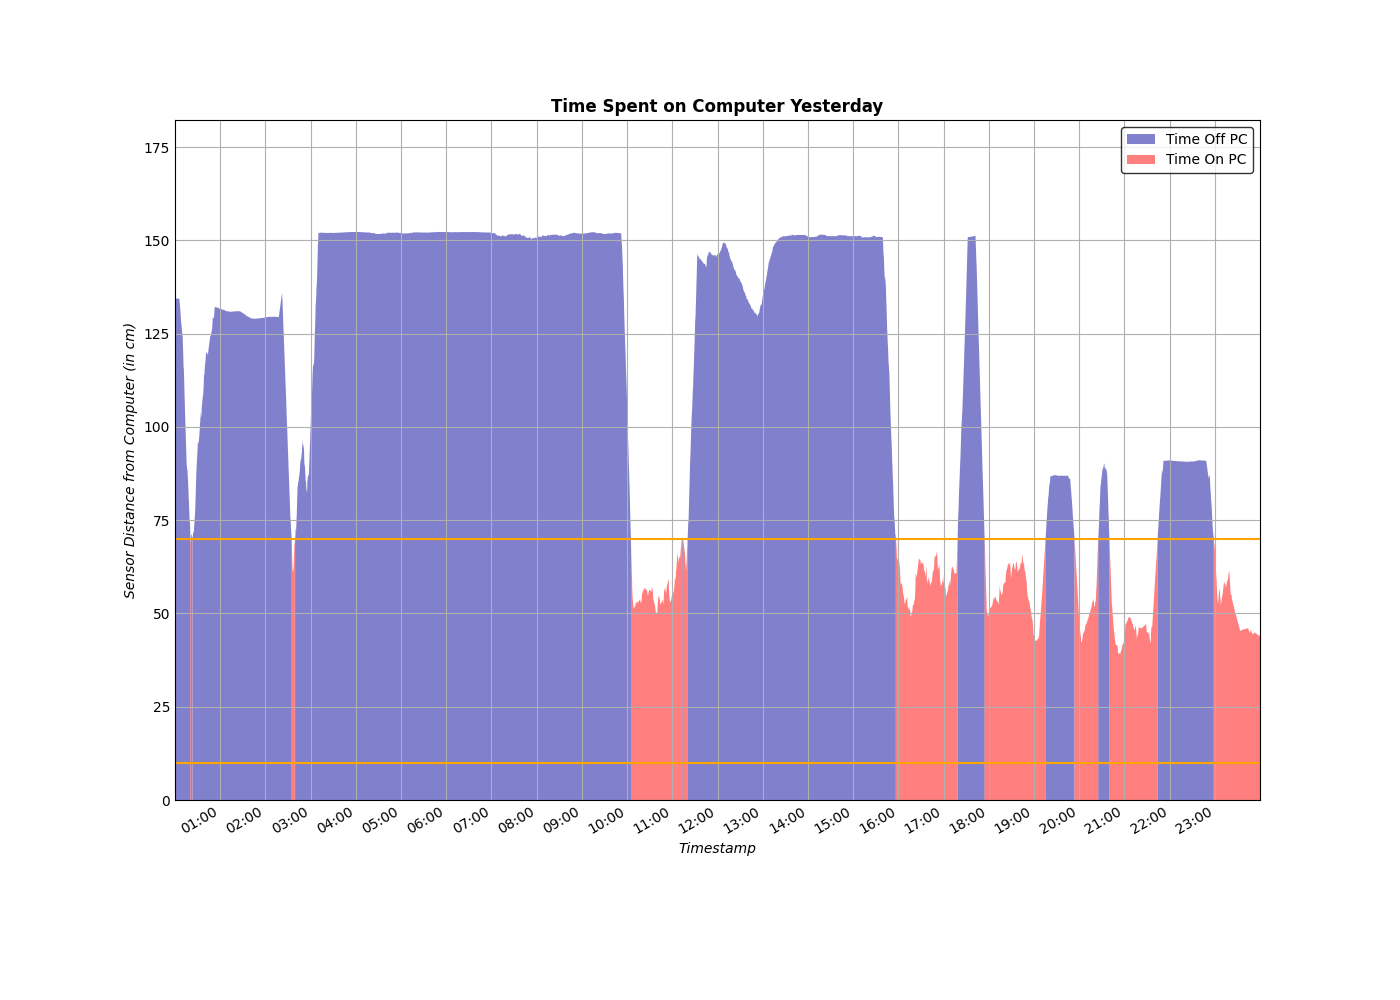 Time Spent on Computer Yesterday
Time Off PC
Time On PC
175
150
125
100
75
50
25
0
Sensor Distance from Computer (in cm)
01:00 02:00 03:00 04:00 05:00 06:00 07:00 08:00 09:00 10:00 11:00 12:00 13:00 14:00 15:00 16:00 17:00 18:00 19:00 20:00 21:00 22:00 23:00
Timestamp